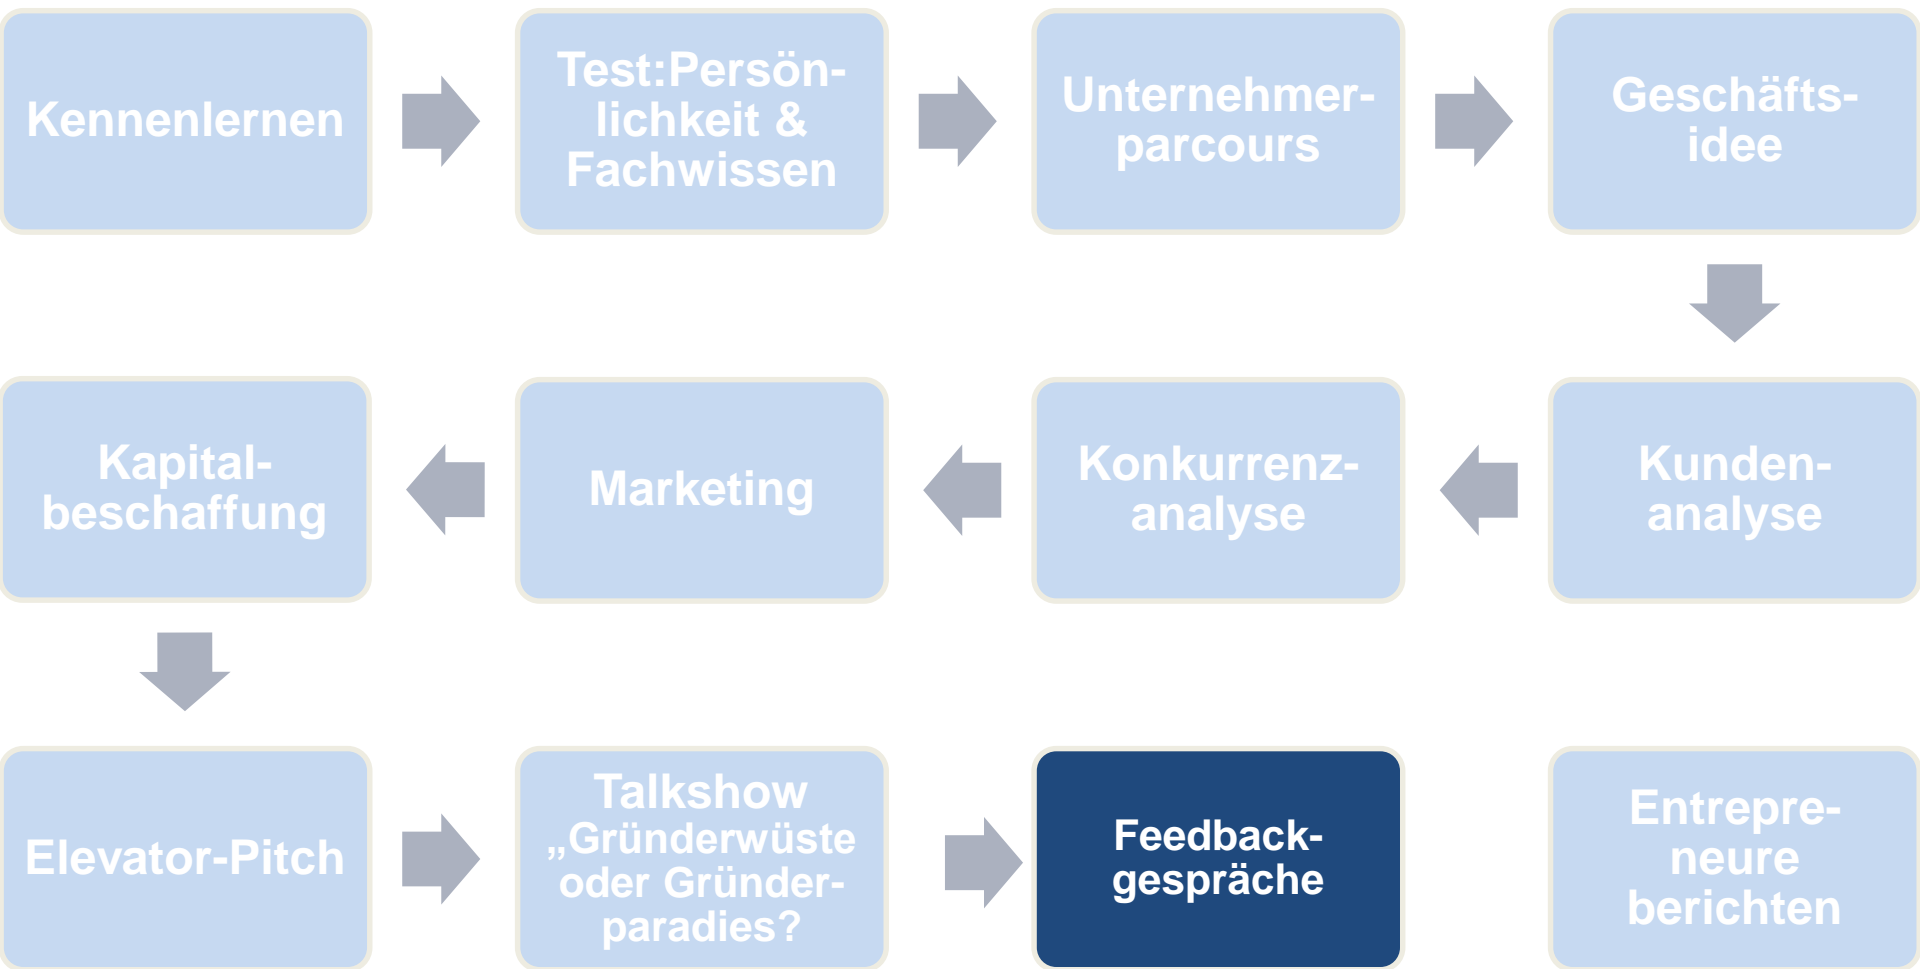 Kennenlernen
Test:Persön-
lichkeit &
Fachwissen
Unternehmer-
parcours
Geschäfts-
idee
Kapital-
beschaffung
Marketing
Konkurrenz-
analyse
Kunden-
analyse
Elevator-Pitch
Talkshow
„Gründerwüste
oder Gründer-
paradies?
Feedback-
gespräche
Entrepre-
neure
berichten